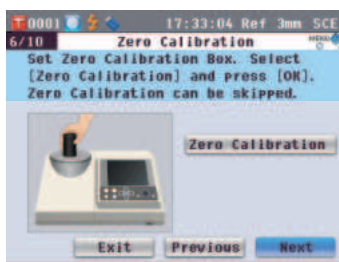 T 0001 17:33:04 Ref 3mm SCE
6/10 Zero Calibration MENU
Set Zero Calibration Box. Select
[Zero Calibration] and press [OK].
Zero Calibration can be skipped.
Zero Calibration
Exit Previous Next